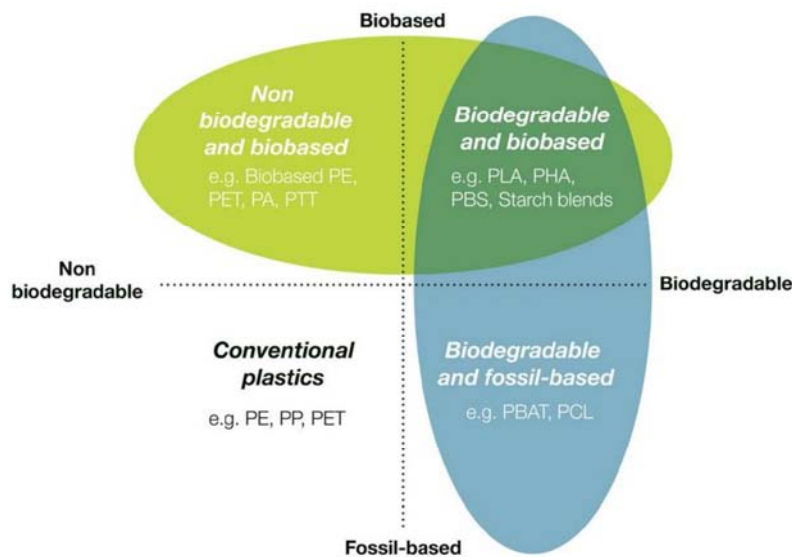 Biobased
Non
biodegradable
and biobased
e.g. Biobased PE,
PET, PA, PTT
Biodegradable
and biobased
e.g. PLA, PHA,
PBS, Starch blends
Non
biodegradable
Biodegradable
Conventional
plastics
e.g. PE, PP, PET
Biodegradable
and fossil-based
e.g. PBAT, PCL
Fossil-based